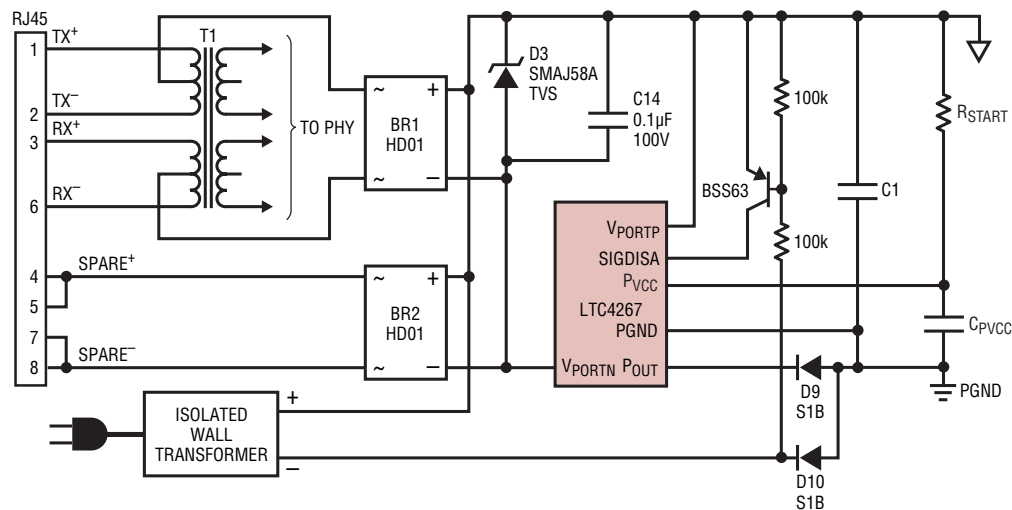 RJ45
1
TX+
2
TX–
3
RX+
6
RX–
4
SPARE+
5
7
8
SPARE–
T1
TO PHY
~
+
BR1
HD01
~
–
~
+
BR2
HD01
~
–
D3
SMAJ58A
TVS
C14
0.1µF
100V
100k
BSS63
100k
C1
RSTART
VPORTP
SIGDISA
PVCC
LTC4267
PGND
VPORTN POUT
CPVCC
PGND
D9
S1B
D10
S1B
ISOLATED
WALL
TRANSFORMER
+
–